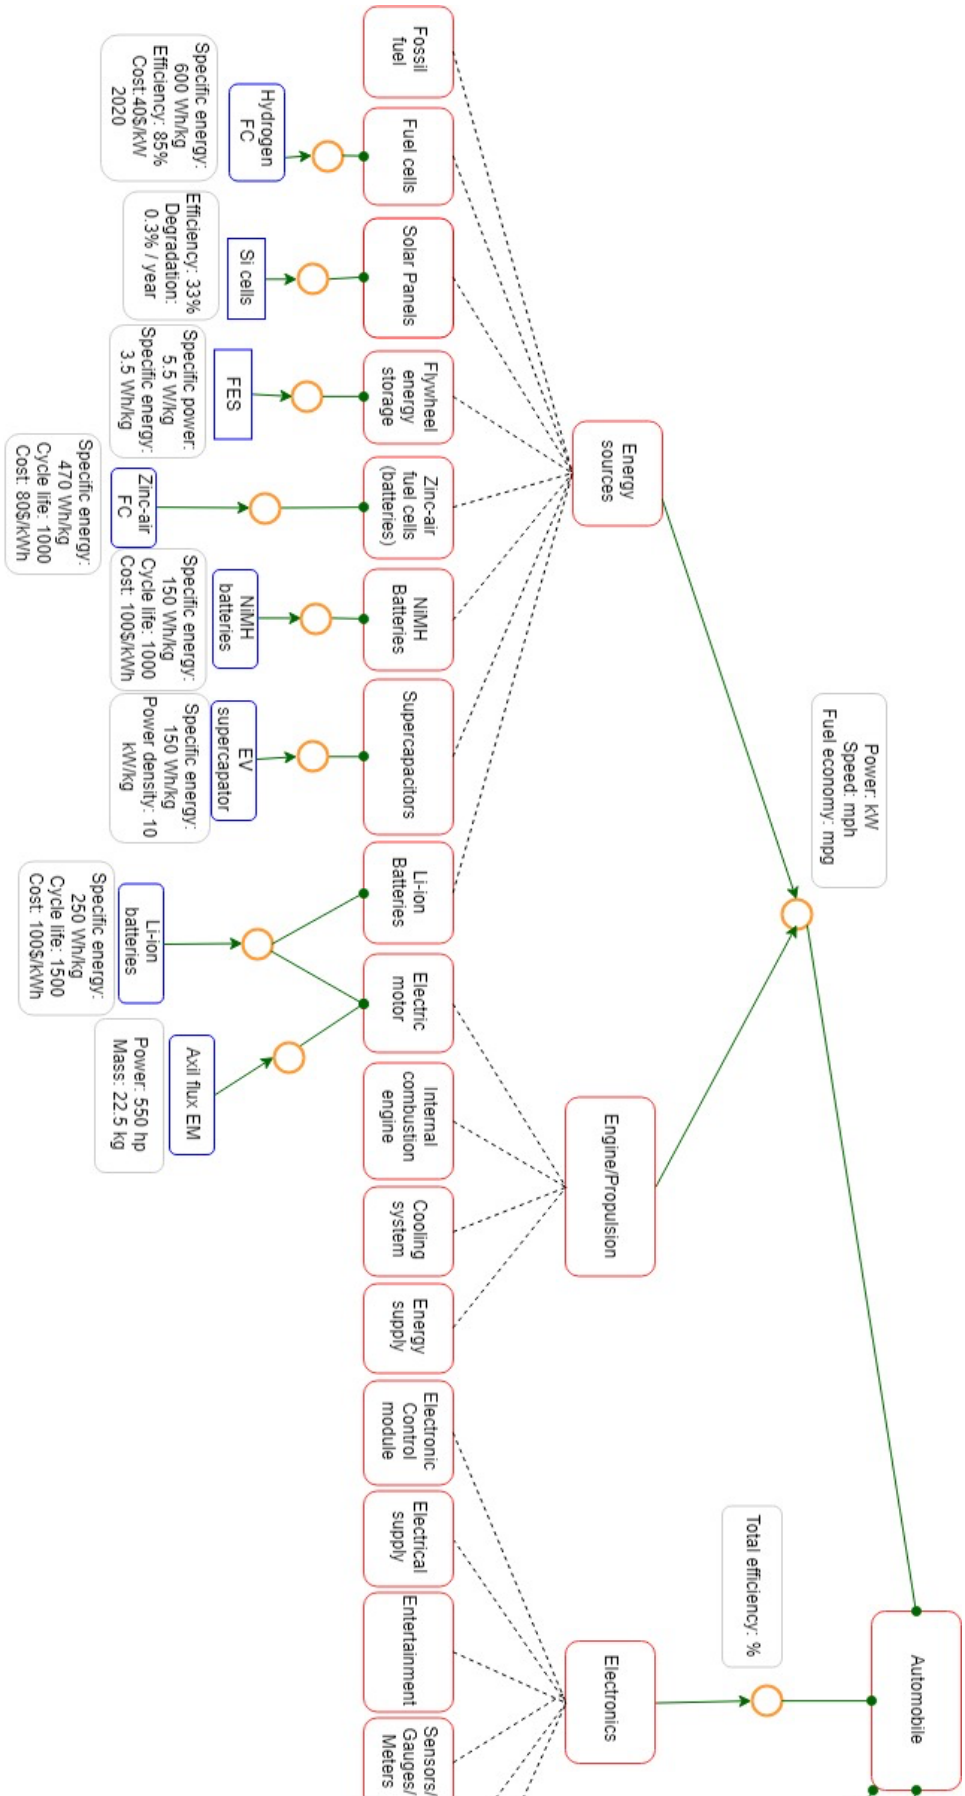 Automobile
Power: kW
Speed: mph
Fuel economy: mpg
Total efficiency: %
Energy
sources
Engine/Propulsion
Electronics
Fossil
fuel
Fuel cells
Solar Panels
Flywheel
energy
storage
Zinc-air
fuel cells
(batteries)
NiMH
Batteries
Supercapacitors
Li-ion
Batteries
Electric
motor
Internal
combustion
engine
Cooling
system
Energy
supply
Electronic
Control
module
Electrical
supply
Entertainment
Sensors/
Gauges/
Meters
Hydrogen
FC
Si cells
FES
Zinc-air
FC
NiMH
batteries
EV
supercapator
Li-ion
batteries
Axil flux EM
Specific energy:
600 Wh/kg
Efficiency: 85%
Cost:40$/kW
2020
Efficiency: 33%
Degradation:
0.3% / year
Specific power:
5.5 W/kg
Specific energy:
3.5 Wh/kg
Specific energy:
470 Wh/kg
Cycle life: 1000
Cost: 80$/kWh
Specific energy:
150 Wh/kg
Cycle life: 1000
Cost: 100$/kWh
Specific energy:
150 Wh/kg
Power density: 10
kW/kg
Specific energy:
250 Wh/kg
Cycle life: 1500
Cost: 100$/kWh
Power: 550 hp
Mass: 22.5 kg